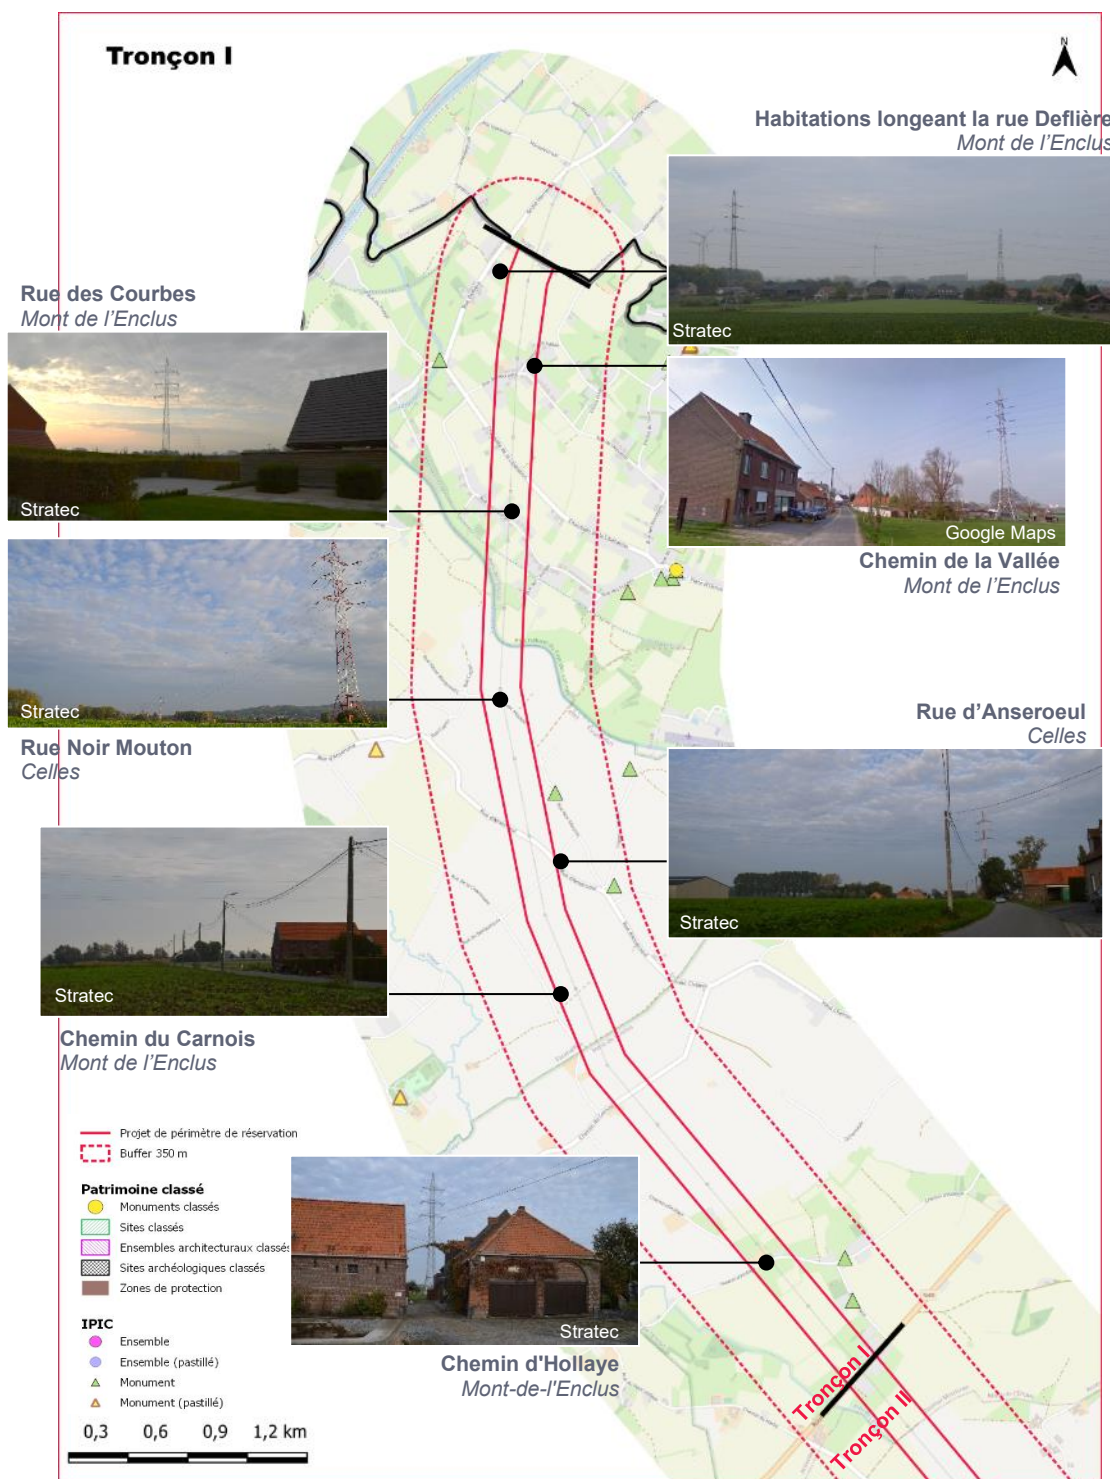 Tronçon I
N
Habitations longeant la rue Deflière
Mont de l'Enclus
Stratec
Rue des Courbes
Mont de l'Enclus
Stratec
Google Maps
Chemin de la Vallée
Mont de l'Enclus
Stratec
Rue Noir Mouton
Celles
Rue d'Anseroeul
Celles
Stratec
Stratec
Chemin du Carnois
Mont de l'Enclus
Projet de périmètre de réservation
Buffer 350 m
Patrimoine classé
Monuments classés
Sites classés
Ensembles architecturaux classés
Sites archéologiques classés
Zones de protection
IPIC
Ensemble
Ensemble (pastillé)
Monument
Monument (pastillé)
0,3 0,6 0,9 1,2 km
Stratec
Chemin d'Hollaye
Mont-de-l'Enclus
Tronçon I
Tronçon II